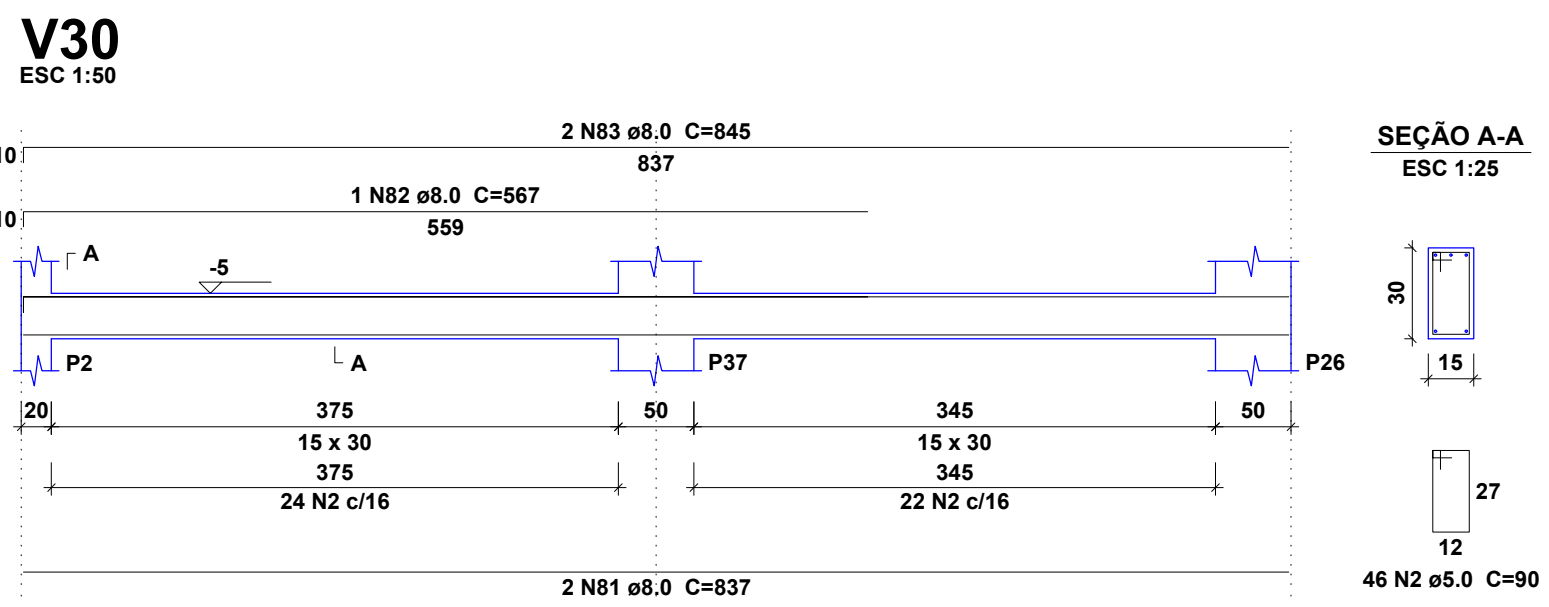 V30
ESC 1:50
2 N83 ø8.0 C=845
SEÇÃO A-A
10
837
ESC 1:25
1 N82 ø8.0 C=567
10
559
A
-5
30
P2
A
P37
P26
15
20
375
50
345
50
15 x 30
15 x 30
375
345
24 N2 c/16
22 N2 c/16
27
12
2 N81 ø8.0 C=837
46 N2 ø5.0 C=90